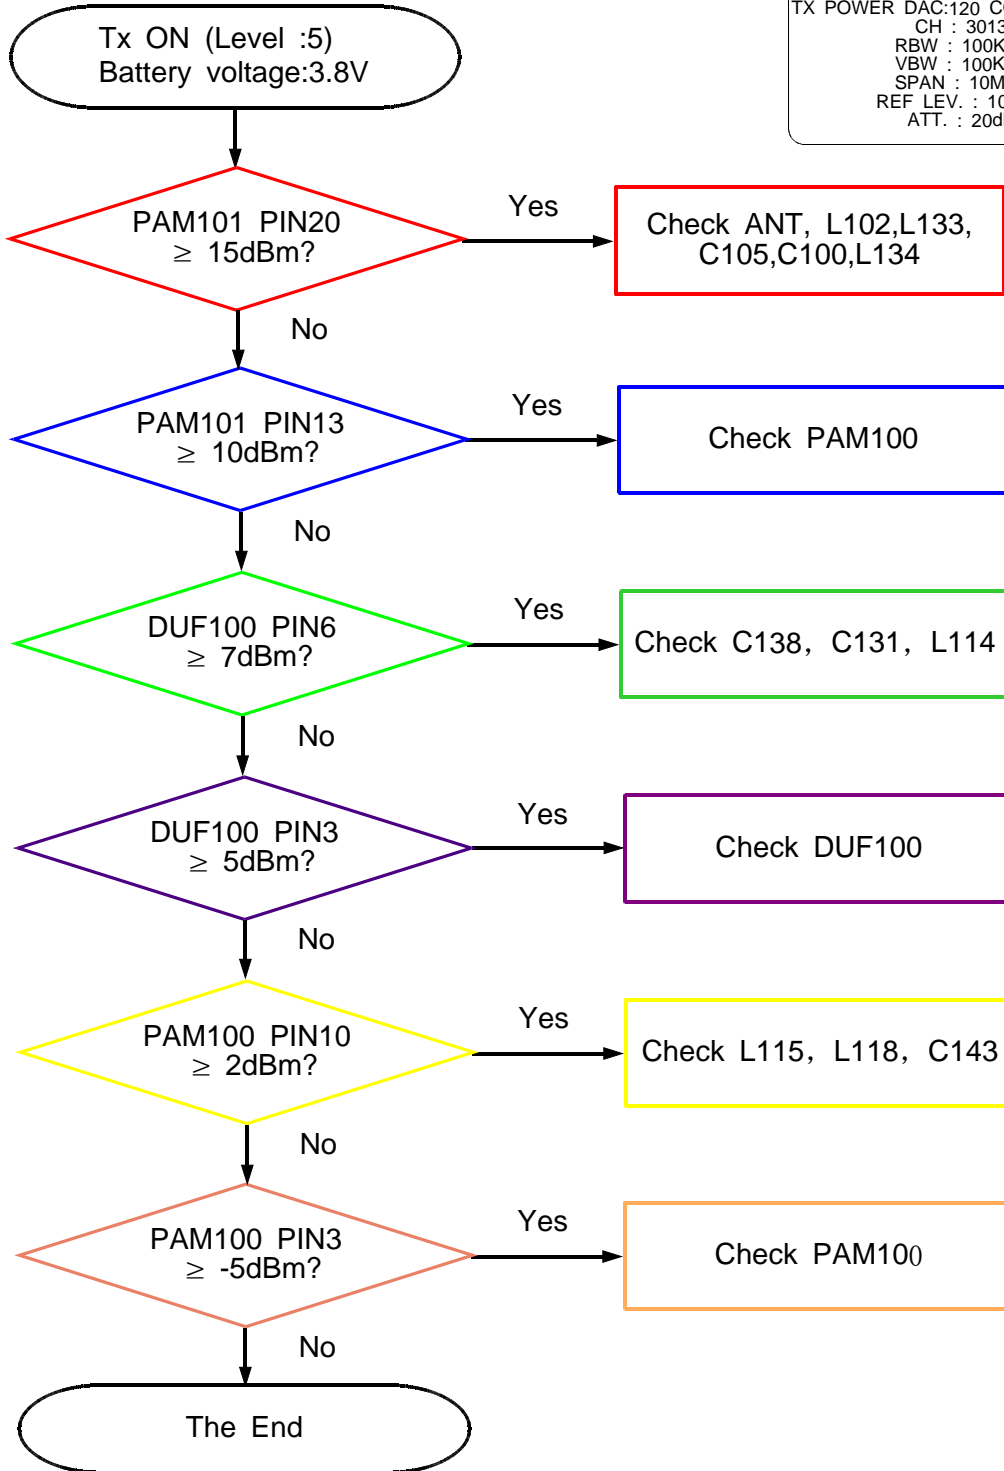 TX POWER DAC:120
CH : 3013
RBW : 100K
VBW : 100K
SPAN : 10M
REF LEV. : 10
ATT. : 20d
Tx ON (Level :5)
Battery voltage:3.8V
PAM101 PIN20
≥ 15dBm?
Yes
Check ANT, L102,L133,
C105,C100,L134
No
PAM101 PIN13
≥ 10dBm?
Yes
Check PAM100
No
DUF100 PIN6
≥ 7dBm?
Yes
Check C138, C131, L114
No
DUF100 PIN3
≥ 5dBm?
Yes
Check DUF100
No
PAM100 PIN10
≥ 2dBm?
Yes
Check L115, L118, C143
No
PAM100 PIN3
≥ -5dBm?
Yes
Check PAM100
No
The End